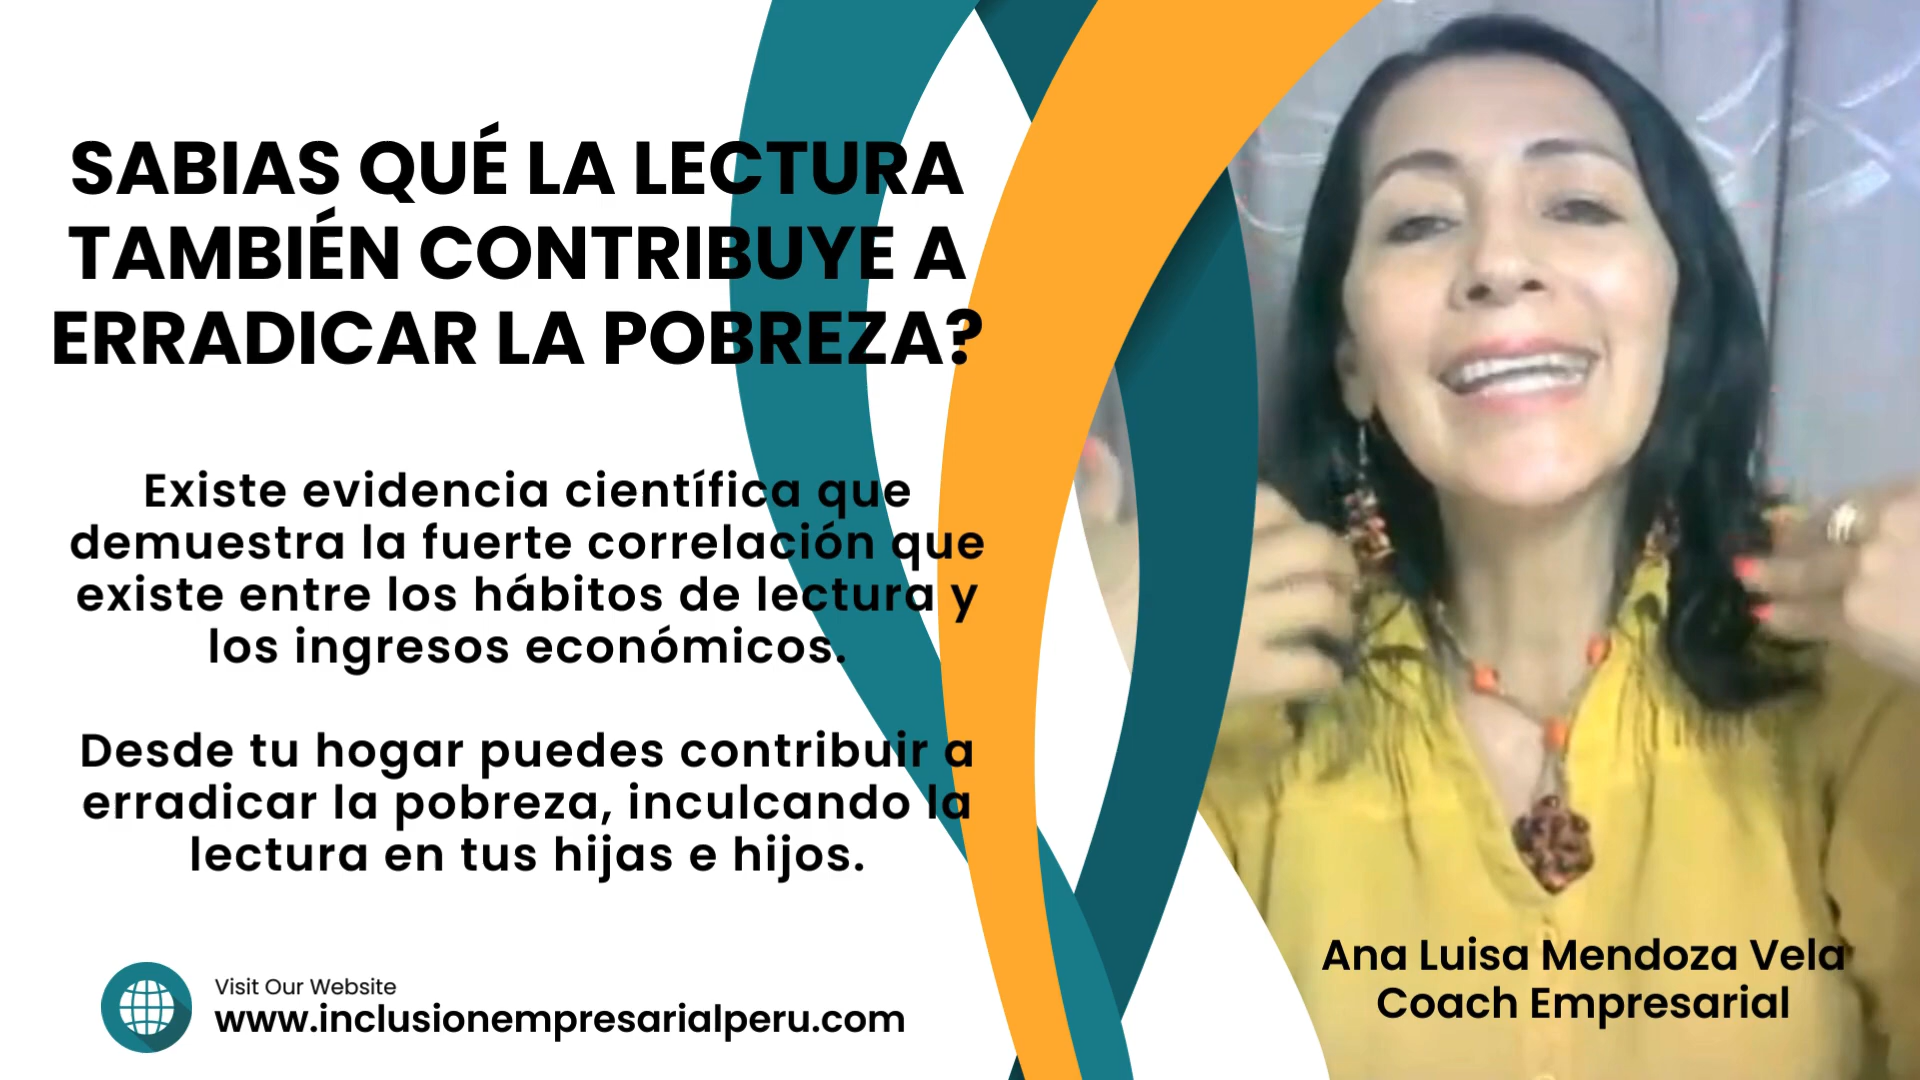 SABIAS QUÉ LA LECTURA
TAMBIÉN CONTRIBUYE A
ERRADICAR LA POBREZA?
Existe evidencia científica que
demuestra la fuerte correlación que
existe entre los hábitos de lectura y
los ingresos económicos.
Desde tu hogar puedes contribuir a
erradicar la pobreza, inculcando la
lectura en tus hijas e hijos.
Visit Our Website
www.inclusionempresarialperu.com
Ana Luisa Mendoza Vela
Coach Empresarial